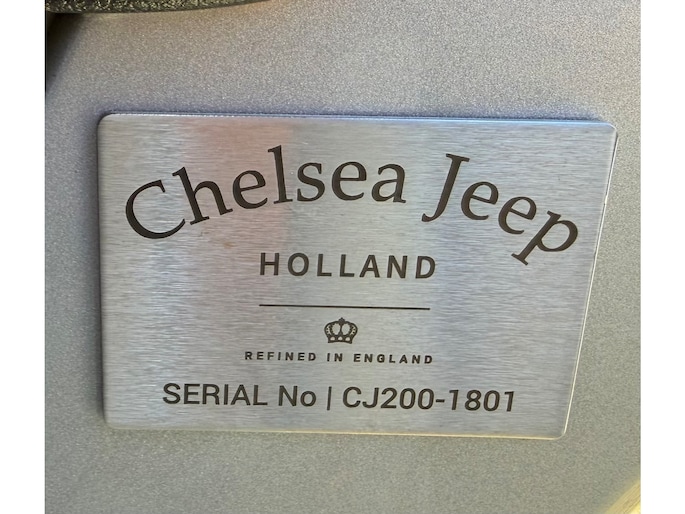 Chelsea Jeep
HOLLAND
REFINED IN ENGLAND
SERIAL No | CJ200-1801